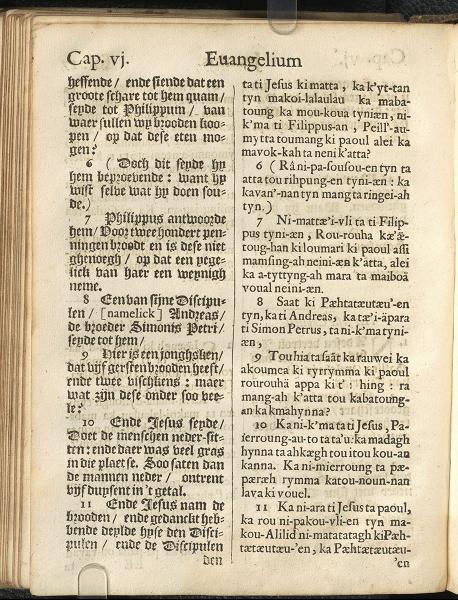 Cap. vj.
Euangelium
heffende / ende siende dat een
groote schare tot hem quam /
seyde tot Philippum / van
waer sullen wy brooden koo-
pen / op dat dese eten mo-
gen?
6 ( Doch dit seyde hy
hem beproevende: want hy
wist selve wat hy doen sou-
de.)
7 Philippus antwoorde
hem / Voor twee hondert pen-
ningen broodt en is dese niet
ghenoegh / op dat een yege-
lick van haer een weynigh
neme.
8 Een van sijne Discipu-
len / [namelick] Andreas /
de broeder Simonis Petri /
seyde tot hem /
9 Hier is een jonghsken /
dat vijf gersten brooden heeft /
ende twee vischkens: maer
wat zijn dese onder soo vee-
le?
10 Ende Jesus seyde /
Doet de menschen neder-sit-
ten: ende daer was veel gras
in die plaetse. Soo saten dan
de mannen neder / ontrent
vijf duysent in 't getal.
11 Ende Jesus nam de
brooden / ende gedanckt heb-
bende deylde hyse den Disci-
pulen / ende de Discipulen
den
ta ti Jesus ki matta, ka k'yt-tan
tyn makoi-lalaulau ka maba-
toung ka mou-koua tyniæn, ni-
k'ma ti Filippus-an, Peill'-au-
mytta toumang ki paoul alei ka
mavok-kah ta neni k'atta?
6 ( Râ ni-pa-sousou-en tyn ta
atta tou rihpung-en tyni-æn: ka
kavan'-nan tyn mang ta ringei-ah
tyn.)
7 Ni-mattæ'i-vli ta ti Filip-
pus tyni-æn, Rou-rouha kæ'æ-
toug-han ki loumari ki paoul assi
mamsing-ah neini-æn k'atta, alei
ka a-tyttyng-ah mara ta maiboâ
voual neini-æn.
8 Saat ki Pæhtatæutæu'-en
tyn, ka ti Andreas, ka tæ'i-âpara
ti Simon Petrus, ta ni-k'ma tyni-
æn,
9 Tou hia ta saât ka rauwei ka
akoumea ki ryrymma ki paoul
rourouhâ appa ki t': hing: ra
mang-ah k'atta tou kabatoung-
an ka kmahynna?
10 Ka ni-k'ma ta ti Jesus, Pa-
ierroung-au-to ta ta'u: ka madagh
hynna ta ahkægh tou itou kou-an
kanna. Ka ni-mierroung ta pæ-
pæræh rymma katou-noun-nan
lava ki vouel.
11 Ka ni-ara ti Jesus ta paoul,
ka rou ni-pakou-vli-en tyn ma-
kou-Alilid ni-matatatagh ki Pæh-
tætæutæu-'en, ka Pæhtætæutæu-
'en